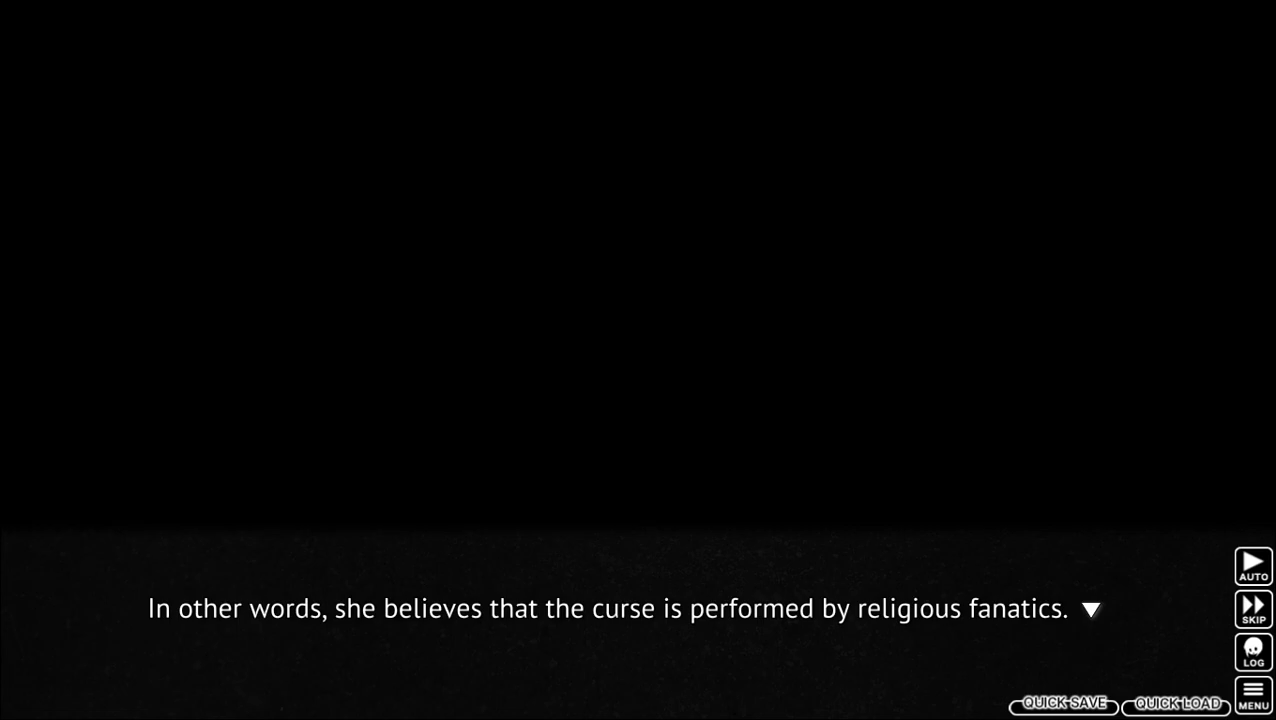 In other words, she believes that the curse is performed by religious fanatics.
AUTO
SKIP
LOG
MENU
QUICK SAVE
QUICK LOAD